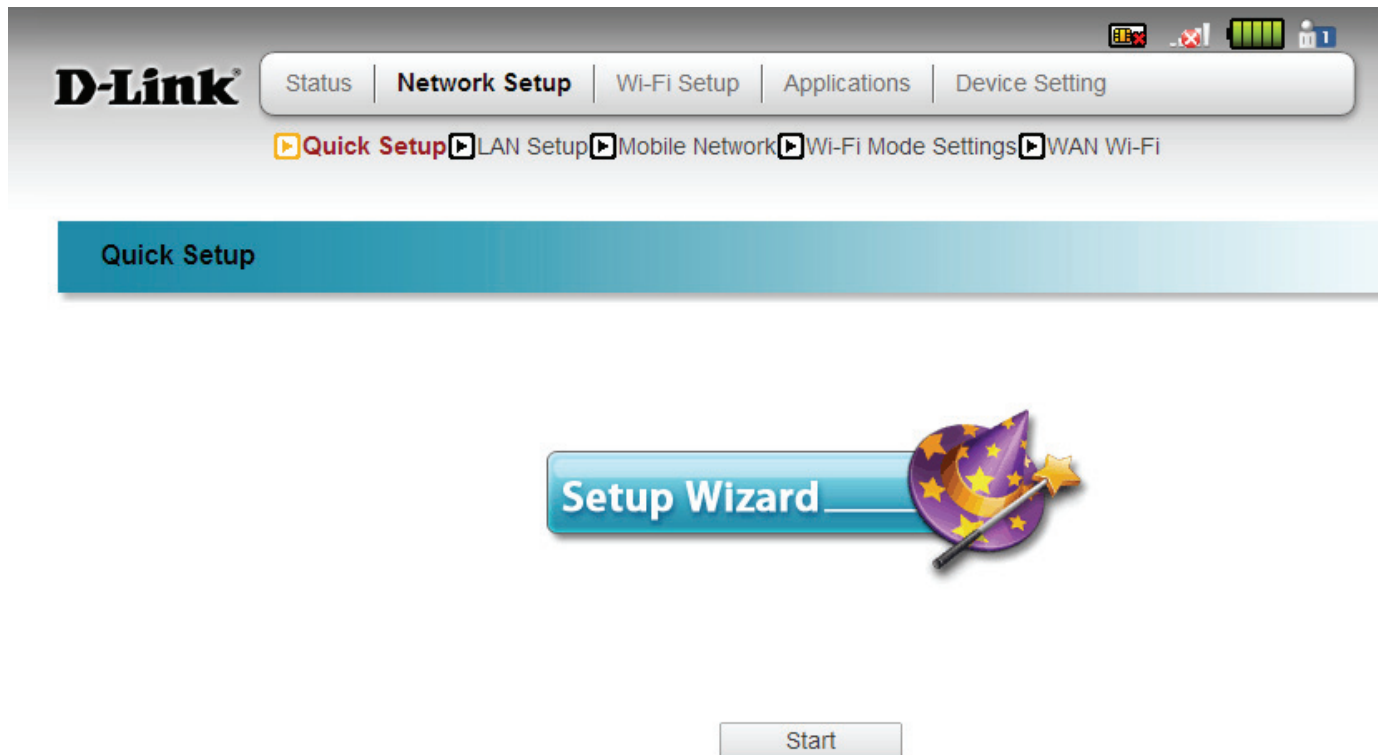 1
D-Link®
Status
Network Setup
Wi-Fi Setup
Applications
Device Setting
Quick Setup
LAN Setup
Mobile Network
Wi-Fi Mode Settings
WAN Wi-Fi
Quick Setup
Setup Wizard
Start